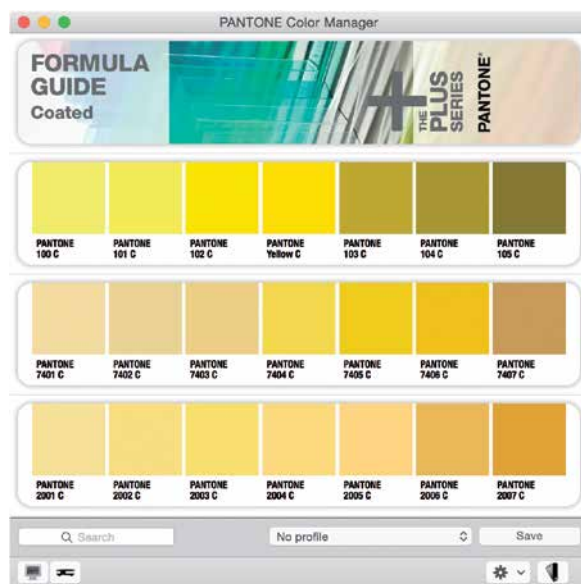 PANTONE Color Manager
FORMULA
GUIDE
Coated
THE
PLUS
SERIES
PANTONE®
PANTONE
100 C
PANTONE
101 C
PANTONE
102 C
PANTONE
Yellow C
PANTONE
103 C
PANTONE
104 C
PANTONE
105 C
PANTONE
7401 C
PANTONE
7402 C
PANTONE
7403 C
PANTONE
7404 C
PANTONE
7405 C
PANTONE
7406 C
PANTONE
7407 C
PANTONE
2001 C
PANTONE
2002 C
PANTONE
2003 C
PANTONE
2004 C
PANTONE
2005 C
PANTONE
2006 C
PANTONE
2007 C
Search
No profile
Save